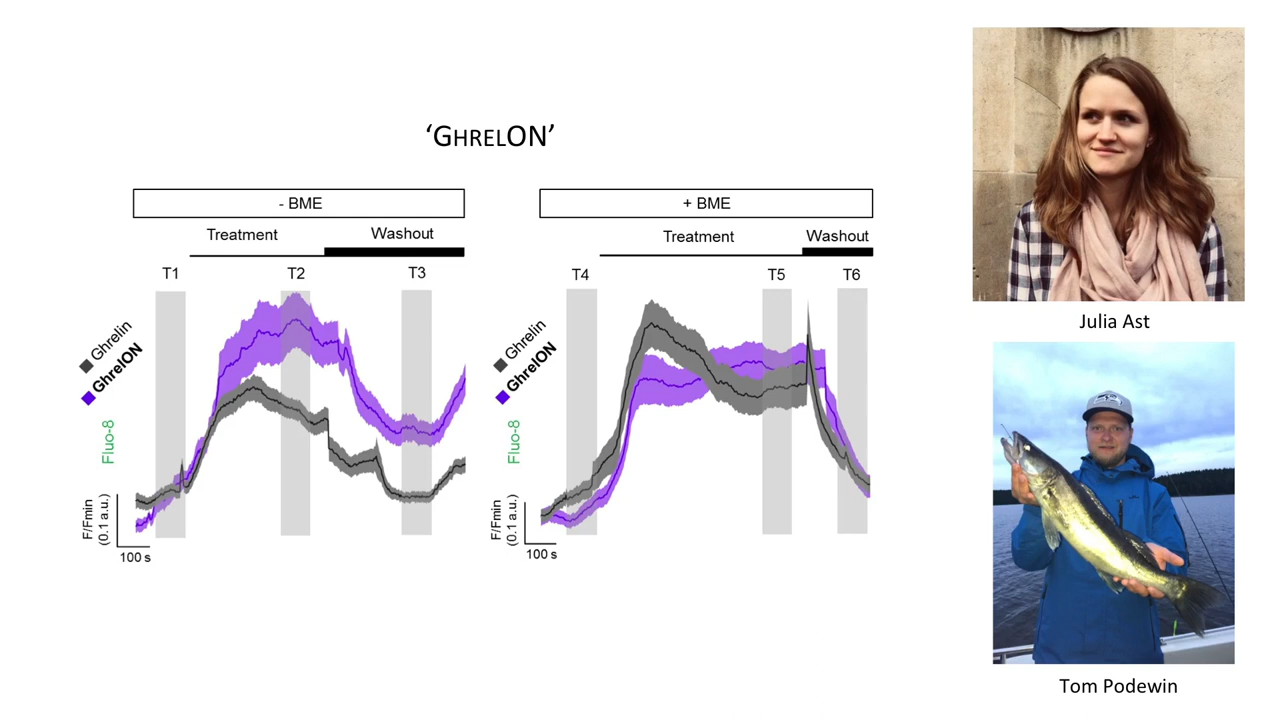 ‘GHRELON’
- BME
Treatment
Washout
T1
T2
T3
Ghrelin
GhrelON
Fluo-8
F/Fmin
(0.1 a.u.)
100 s
+ BME
Treatment
Washout
T4
T5
T6
Ghrelin
GhrelON
Fluo-8
F/Fmin
(0.1 a.u.)
100 s
Julia Ast
Tom Podewin